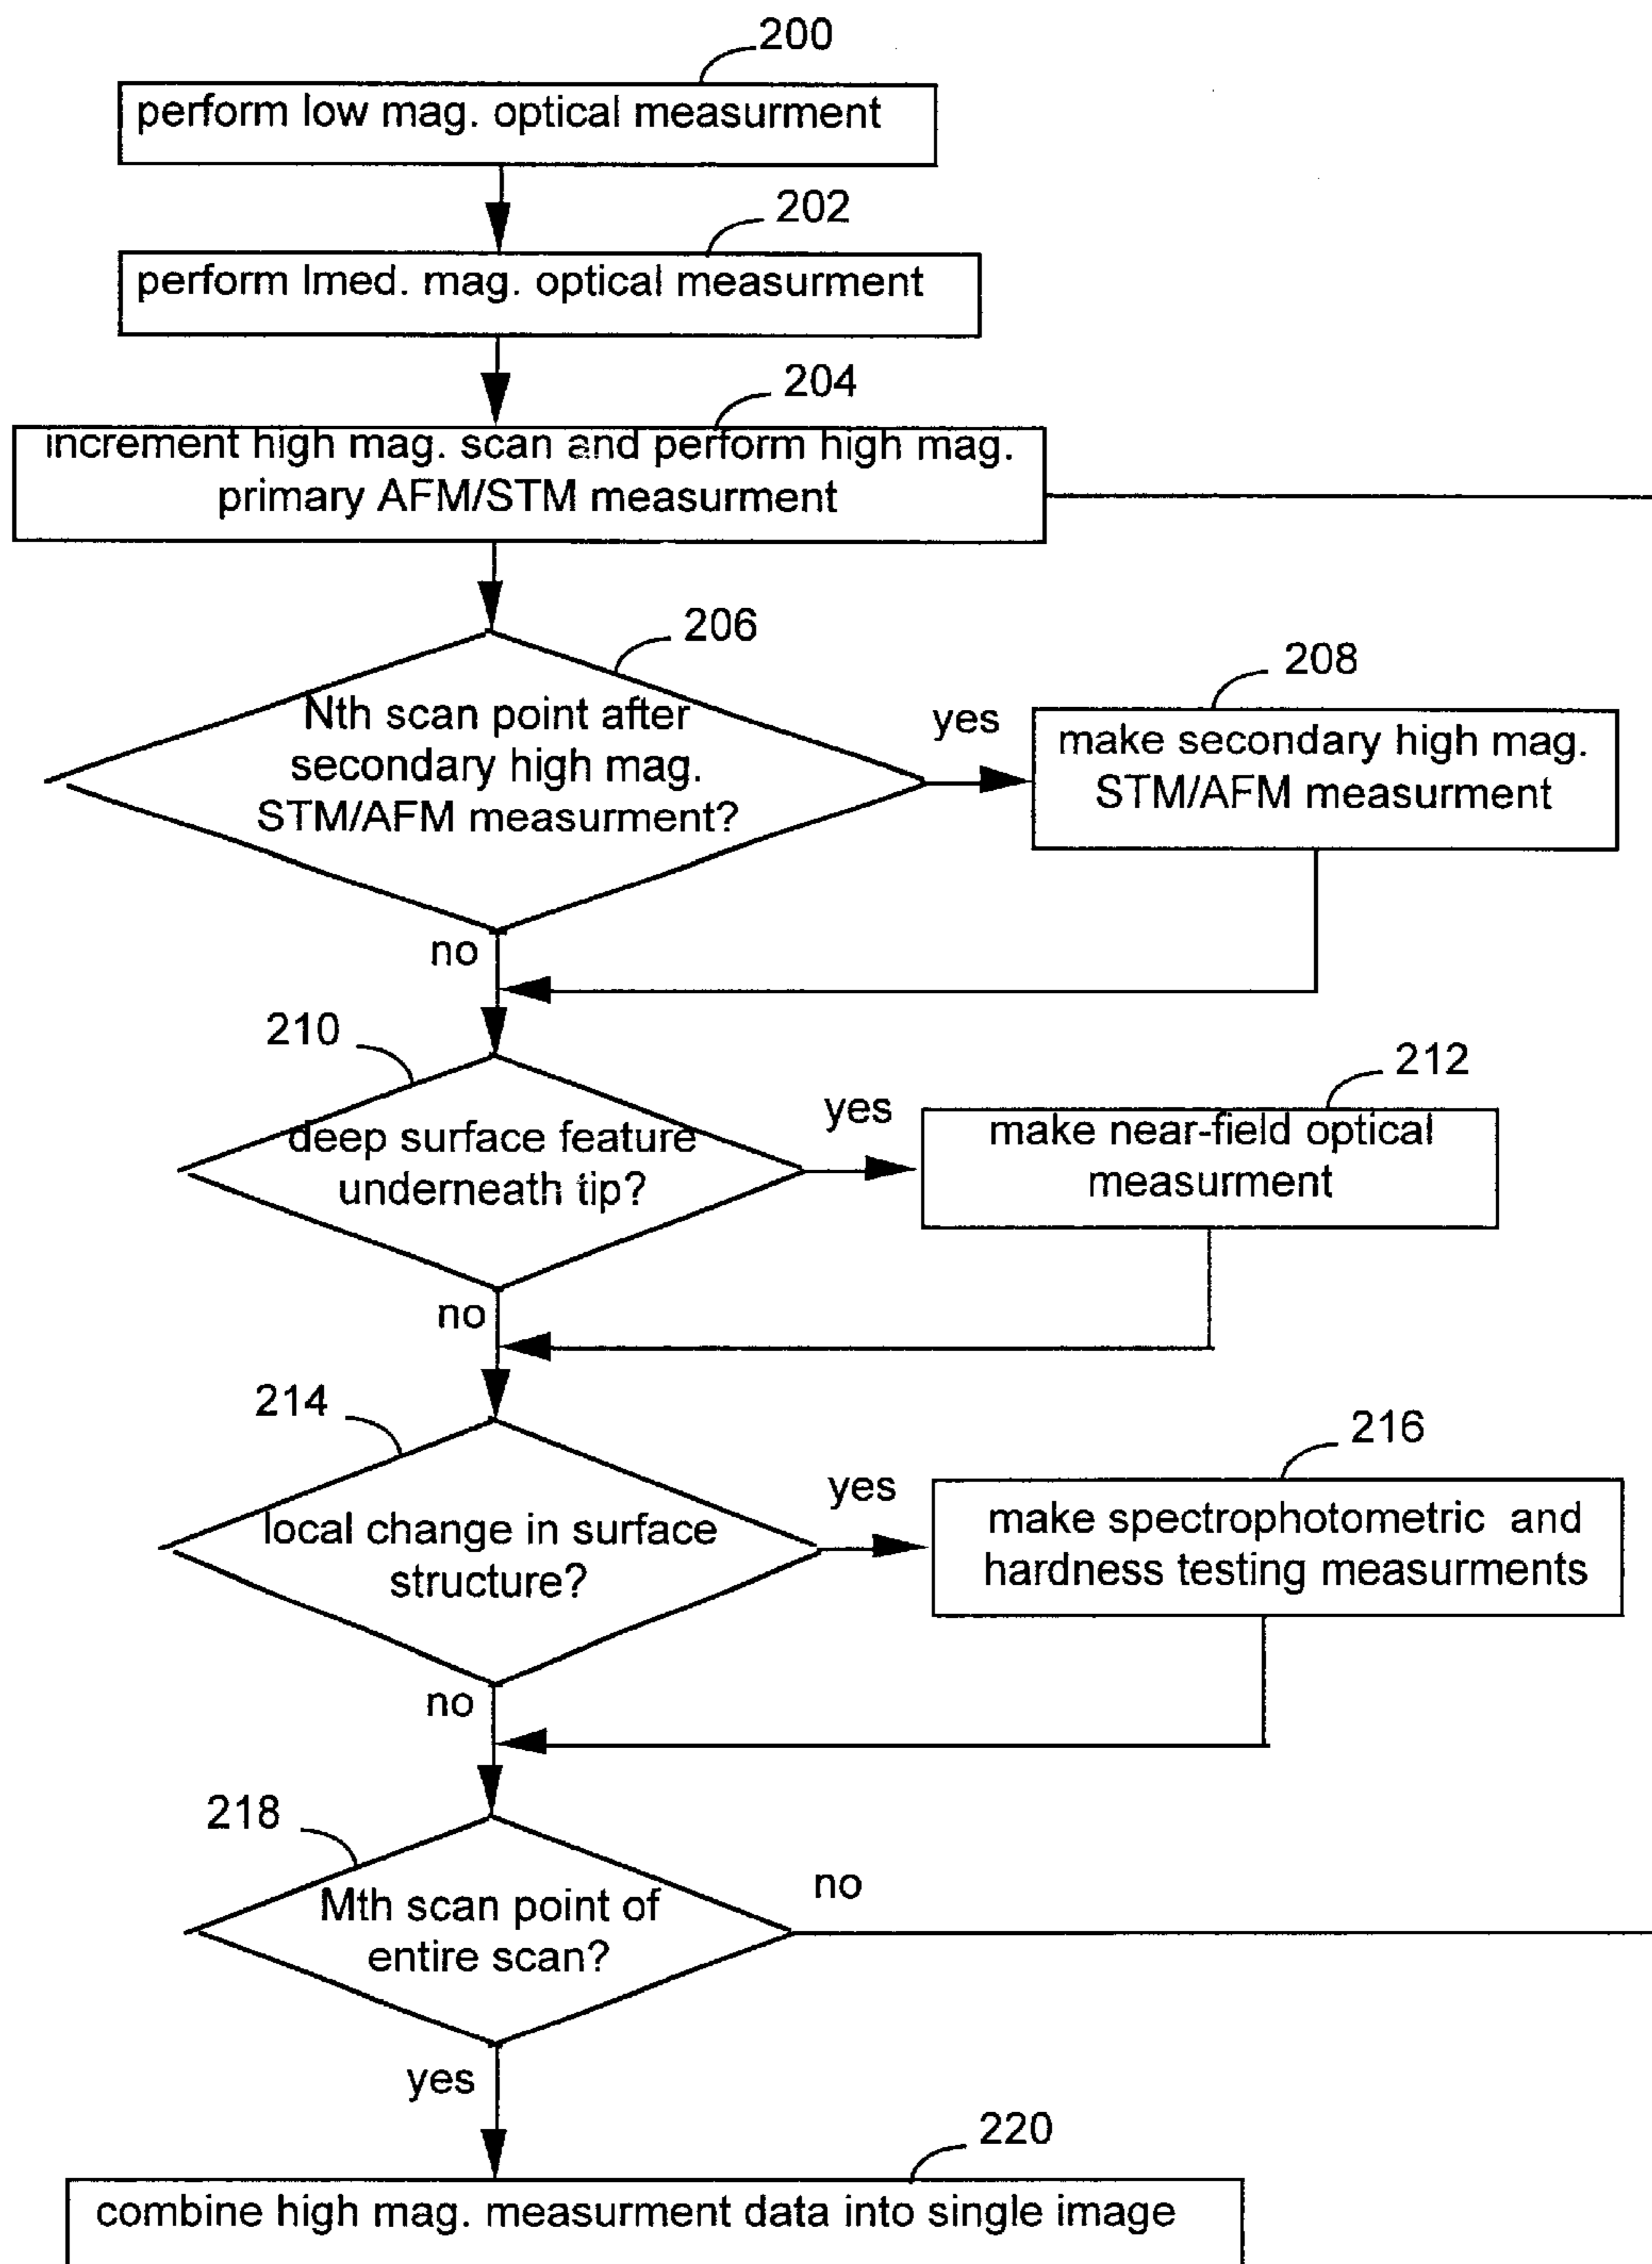 200
perform low mag. optical measurment
202
perform Imed. mag. optical measurment
204
increment high mag. scan and perform high mag.
primary AFM/STM measurment
206
Nth scan point after
secondary high mag.
STM/AFM measurment?
yes
208
make secondary high mag.
STM/AFM measurment
no
210
deep surface feature
underneath tip?
yes
212
make near-field optical
measurment
no
214
local change in surface
structure?
yes
216
make spectrophotometric and
hardness testing measurments
no
218
Mth scan point of
entire scan?
no
yes
220
combine high mag. measurment data into single image